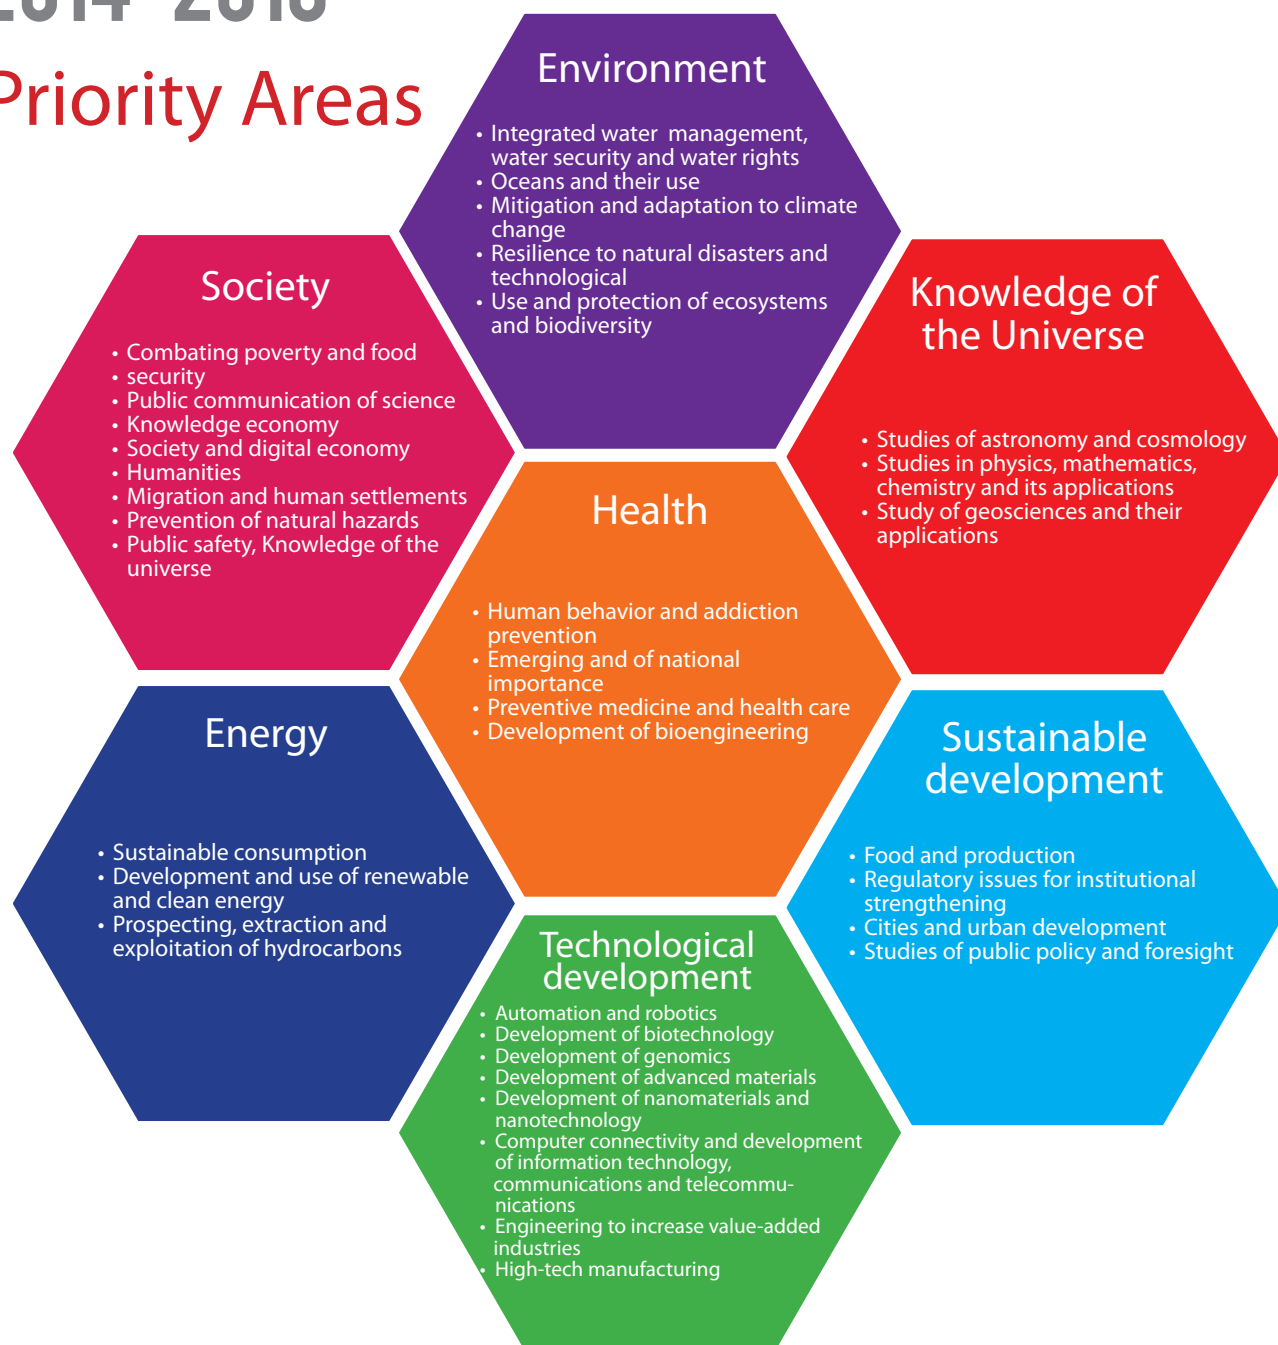 2014-2018
Priority Areas
Environment
• Integrated water management,
water security and water rights
• Oceans and their use
• Mitigation and adaptation to climate
change
• Resilience to natural disasters and
technological
• Use and protection of ecosystems
and biodiversity
Society
• Combating poverty and food
• security
• Public communication of science
• Knowledge economy
• Society and digital economy
• Humanities
• Migration and human settlements
• Prevention of natural hazards
• Public safety, Knowledge of the
universe
Knowledge of
the Universe
• Studies of astronomy and cosmology
• Studies in physics, mathematics,
chemistry and its applications
• Study of geosciences and their
applications
Health
• Human behavior and addiction
prevention
• Emerging and of national
importance
• Preventive medicine and health care
• Development of bioengineering
Energy
• Sustainable consumption
• Development and use of renewable
and clean energy
• Prospecting, extraction and
exploitation of hydrocarbons
Sustainable
development
• Food and production
• Regulatory issues for institutional
strengthening
• Cities and urban development
• Studies of public policy and foresight
Technological
development
• Automation and robotics
• Development of biotechnology
• Development of genomics
• Development of advanced materials
• Development of nanomaterials and
nanotechnology
• Computer connectivity and development
of information technology,
communications and telecommu-
nications
• Engineering to increase value-added
industries
• High-tech manufacturing